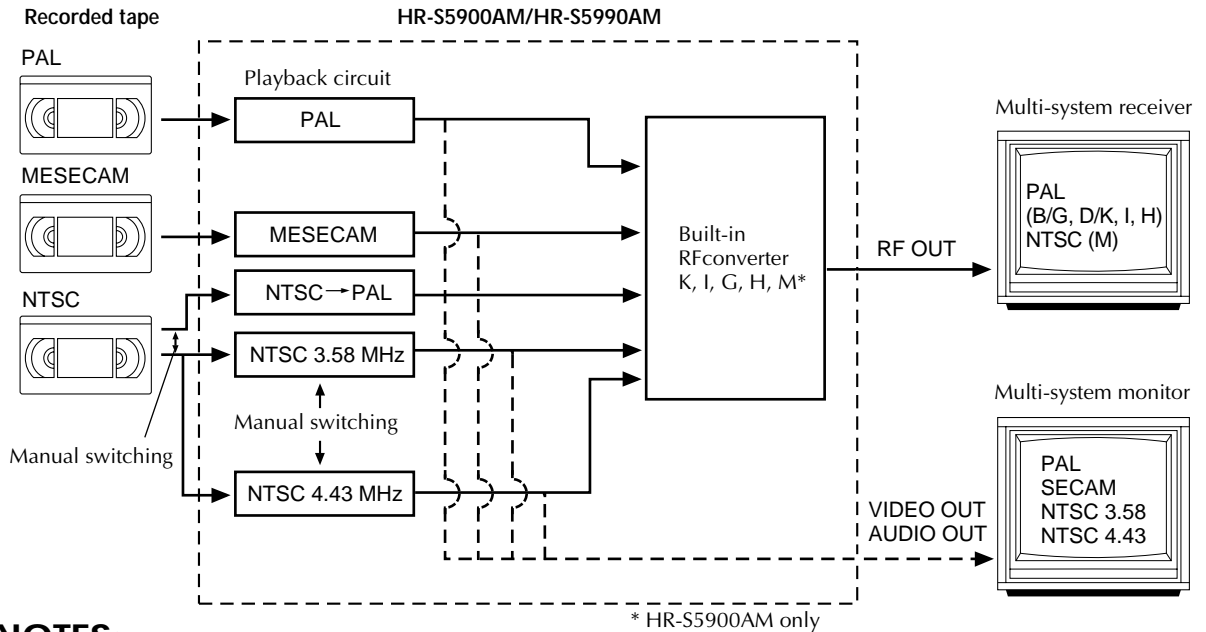 Recorded tape
HR-S5900AM/HR-S5990AM
PAL
Playback circuit
PAL
MESECAM
MESECAM
NTSC
NTSC→PAL
NTSC 3.58 MHz
Manual switching
Manual switching
NTSC 4.43 MHz
Built-in
RFconverter
K, I, G, H, M*
RF OUT
Multi-system receiver
PAL
(B/G, D/K, I, H)
NTSC (M)
Multi-system monitor
PAL
SECAM
NTSC 3.58
NTSC 4.43
VIDEO OUT
AUDIO OUT
* HR-S5900AM only
NOTES